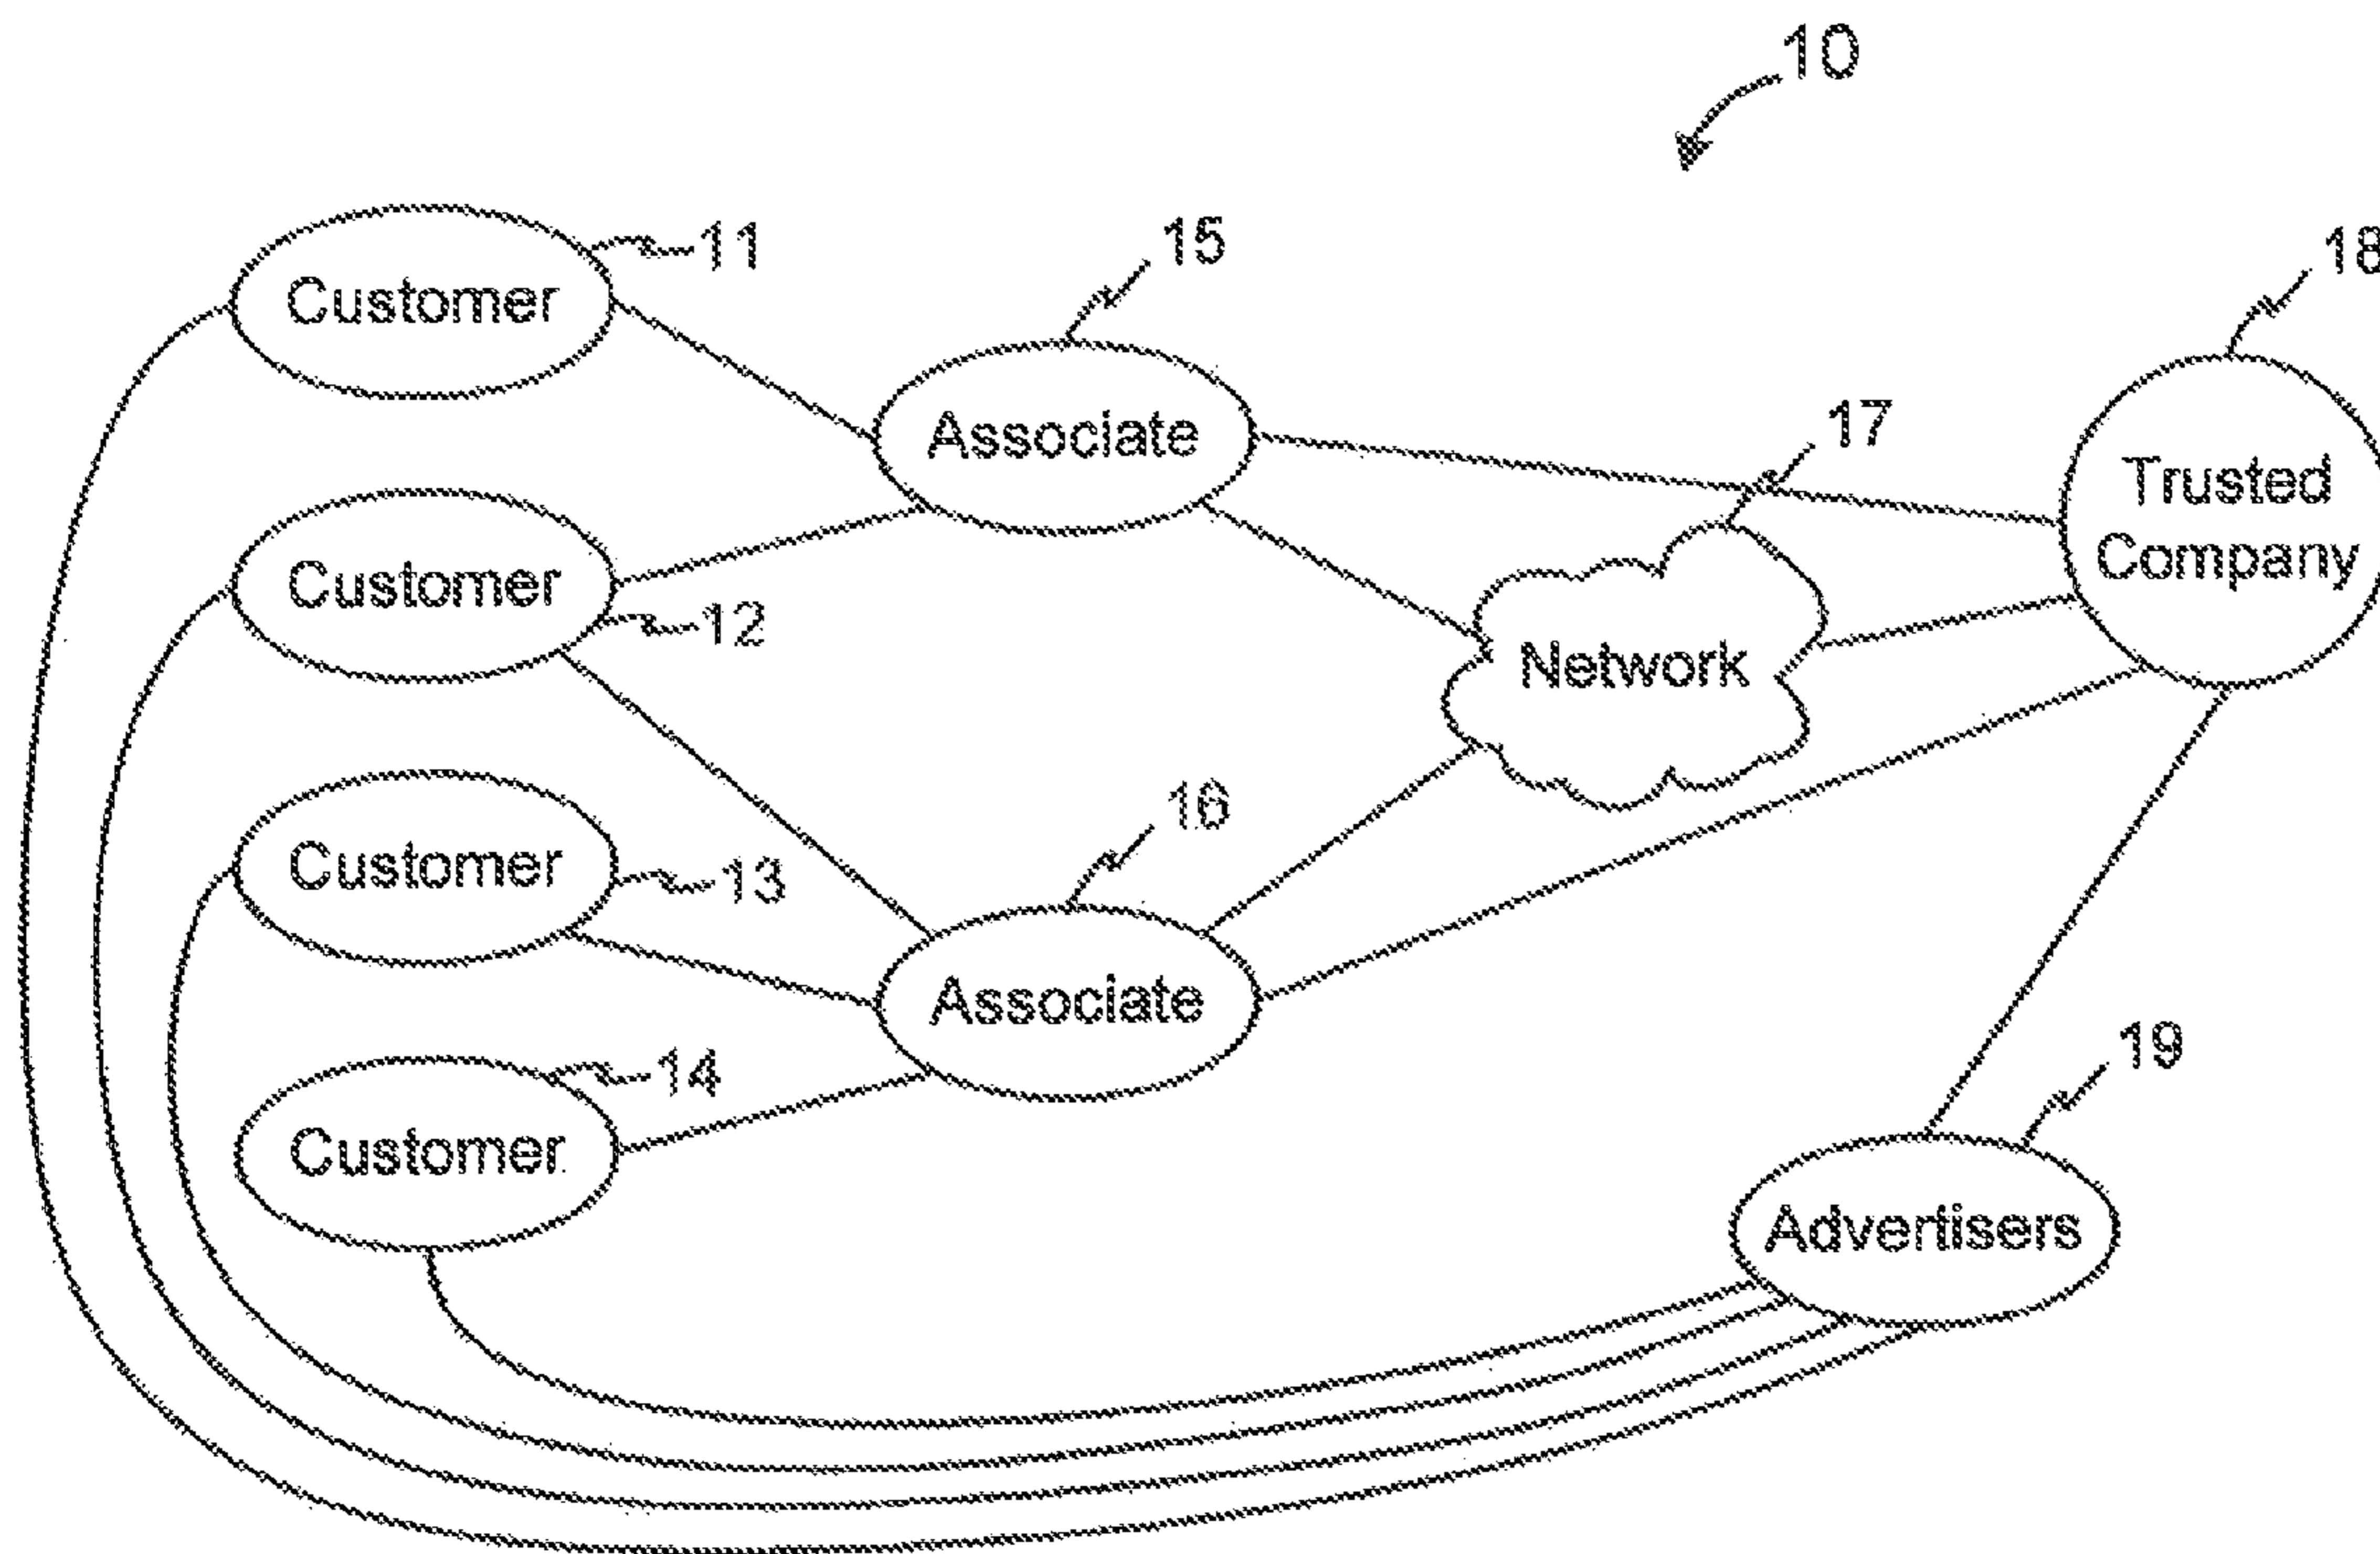 10
Customer
11
15
18
Associate
17
Trusted
Company
Customer
12
Network
16
Customer
13
Associate
14
19
Customer
Advertisers